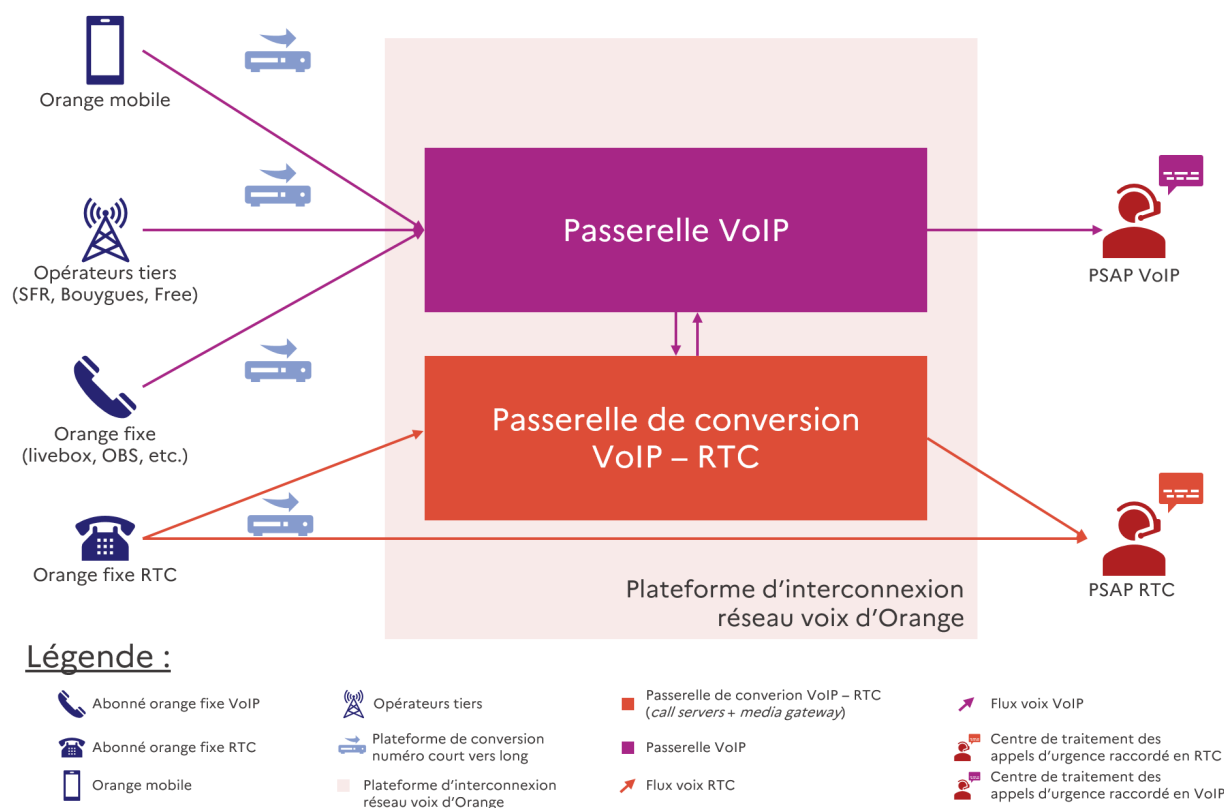 Orange mobile
Opérateurs tiers
(SFR, Bouygues, Free)
Orange fixe
(livebox, OBS, etc.)
Orange fixe RTC
Passerelle VoIP
Passerelle de conversion
VoIP – RTC
Plateforme d'interconnexion
réseau voix d'Orange
PSAP VoIP
PSAP RTC
Légende :
Abonné orange fixe VoIP
Abonné orange fixe RTC
Orange mobile
Opérateurs tiers
Plateforme de conversion
numéro court vers long
Plateforme d'interconnexion
réseau voix d'Orange
Passerelle de converion VoIP – RTC
(call servers + media gateway)
Passerelle VoIP
Flux voix RTC
Flux voix VoIP
Centre de traitement des
appels d'urgence raccordé en RTC
Centre de traitement des
appels d'urgence raccordé en VoIP